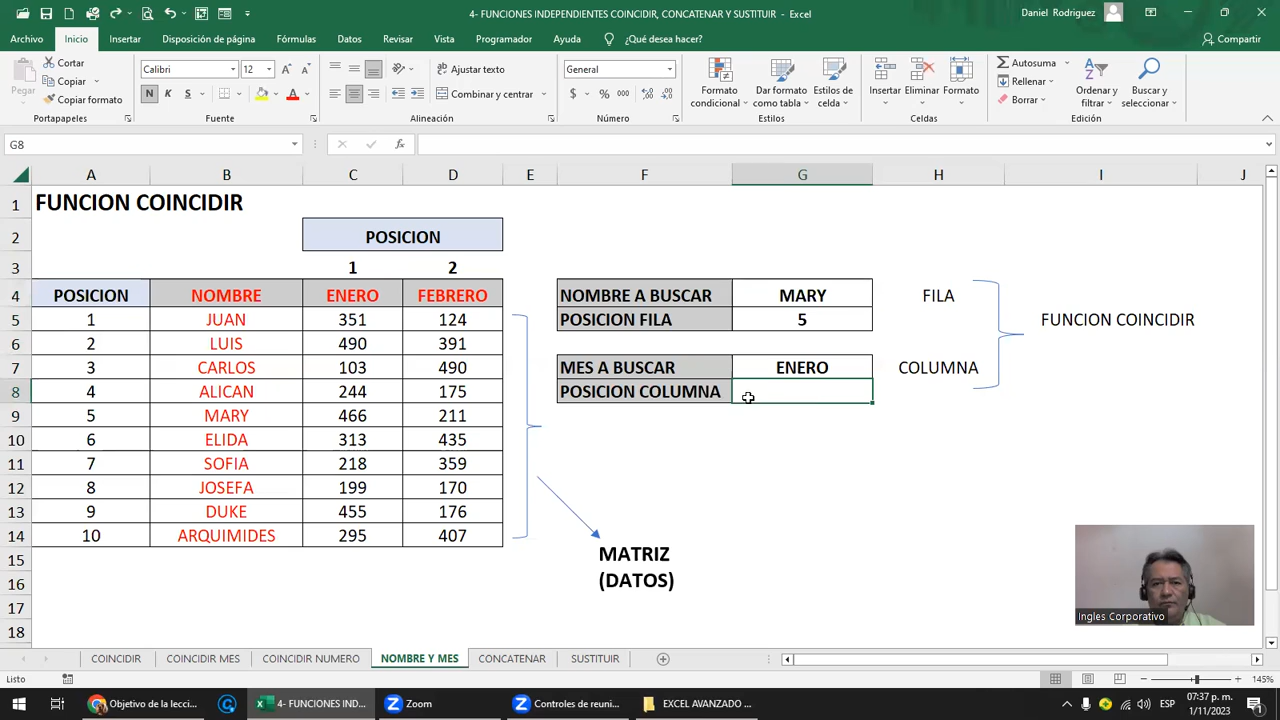 4- FUNCIONES INDEPENDIENTES COINCIDIR, CONCATENAR Y SUSTITUIR - Excel
Daniel Rodriguez
Archivo Inicio Insertar Disposición de página Fórmulas Datos Revisar Vista Programador Ayuda ¿Qué desea hacer? Compartir
Pegar
Cortar
Copiar
Copiar formato
Portapapeles
Calibri 12
N K S
Fuente
Ajustar texto
Combinar y centrar
Alineación
General
$ % 000
Número
Formato condicional
Dar formato como tabla
Estilos de celda
Estilos
Insertar Eliminar Formato
Celdas
Autosuma
Rellenar
Borrar
Ordenar y filtrar
Buscar y seleccionar
Edición
G8 fx
A B C D E F G H I J
1 FUNCION COINCIDIR
2 POSICION
3 1 2
4 POSICION NOMBRE ENERO FEBRERO NOMBRE A BUSCAR MARY FILA
5 1 JUAN 351 124 POSICION FILA 5 FUNCION COINCIDIR
6 2 LUIS 490 391
7 3 CARLOS 103 490 MES A BUSCAR ENERO COLUMNA
8 4 ALICAN 244 175 POSICION COLUMNA
9 5 MARY 466 211
10 6 ELIDA 313 435
11 7 SOFIA 218 359
12 8 JOSEFA 199 170
13 9 DUKE 455 176
14 10 ARQUIMIDES 295 407
MATRIZ
15
(DATOS)
16
17
18
Ingles Corporativo
COINCIDIR COINCIDIR MES COINCIDIR NUMERO NOMBRE Y MES CONCATENAR SUSTITUIR
Listo 145%
Objetivo de la lecci... 4- FUNCIONES IND... Zoom Controles de reuni... EXCEL AVANZADO ... ESP
07:37 p. m.
1/11/2023